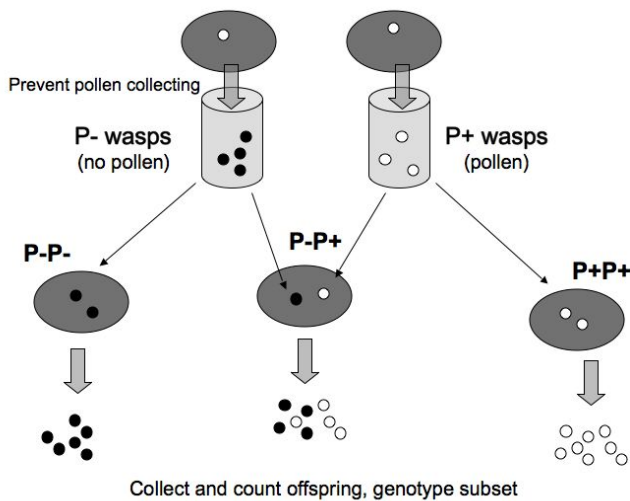 Prevent pollen collecting
P- wasps
(no pollen)
P+ wasps
(pollen)
P-P-
P-P+
P+P+
Collect and count offspring, genotype subset